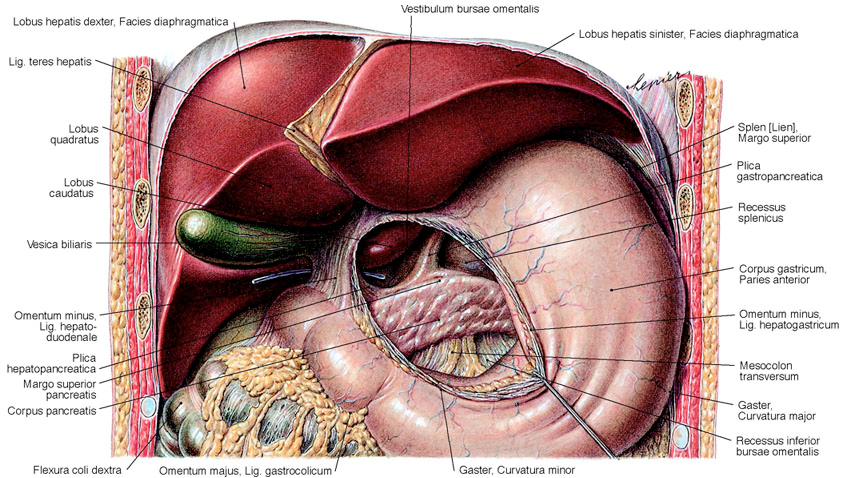 Vestibulum bursae omentalis
Lobus hepatis dexter, Facies diaphragmatica
Lig. teres hepatis
Lobus
quadratus
Lobus
caudatus
Vesica biliaris
Omentum minus,
Lig. hepato-
duodenale
Plica
hepatopancreatica
Margo superior
pancreatis
Corpus pancreatis
Flexura coli dextra
Omentum majus, Lig. gastrocolicum
Gaster, Curvatura minor
Lobus hepatis sinister, Facies diaphragmatica
Splen [Lien],
Margo superior
Plica
gastropancreatica
Recessus
splenicus
Corpus gastricum,
Paries anterior
Omentum minus,
Lig. hepatogastricum
Mesocolon
transversum
Gaster,
Curvatura major
Recessus inferior
bursae omentalis